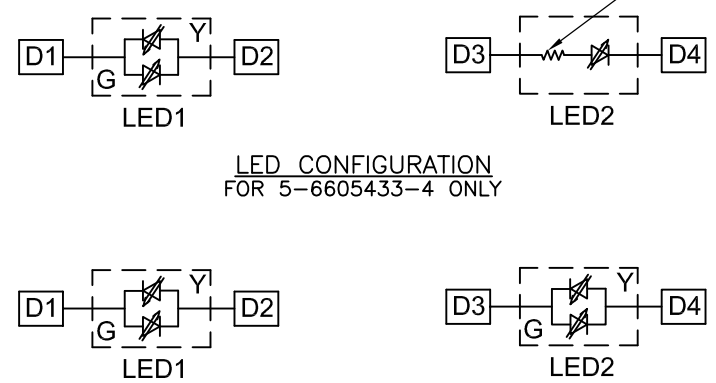 D1 G Y D2 D3 D4
LED1 LED2
LED CONFIGURATION
FOR 5-6605433-4 ONLY
D1 G Y D2 D3 G Y D4
LED1 LED2